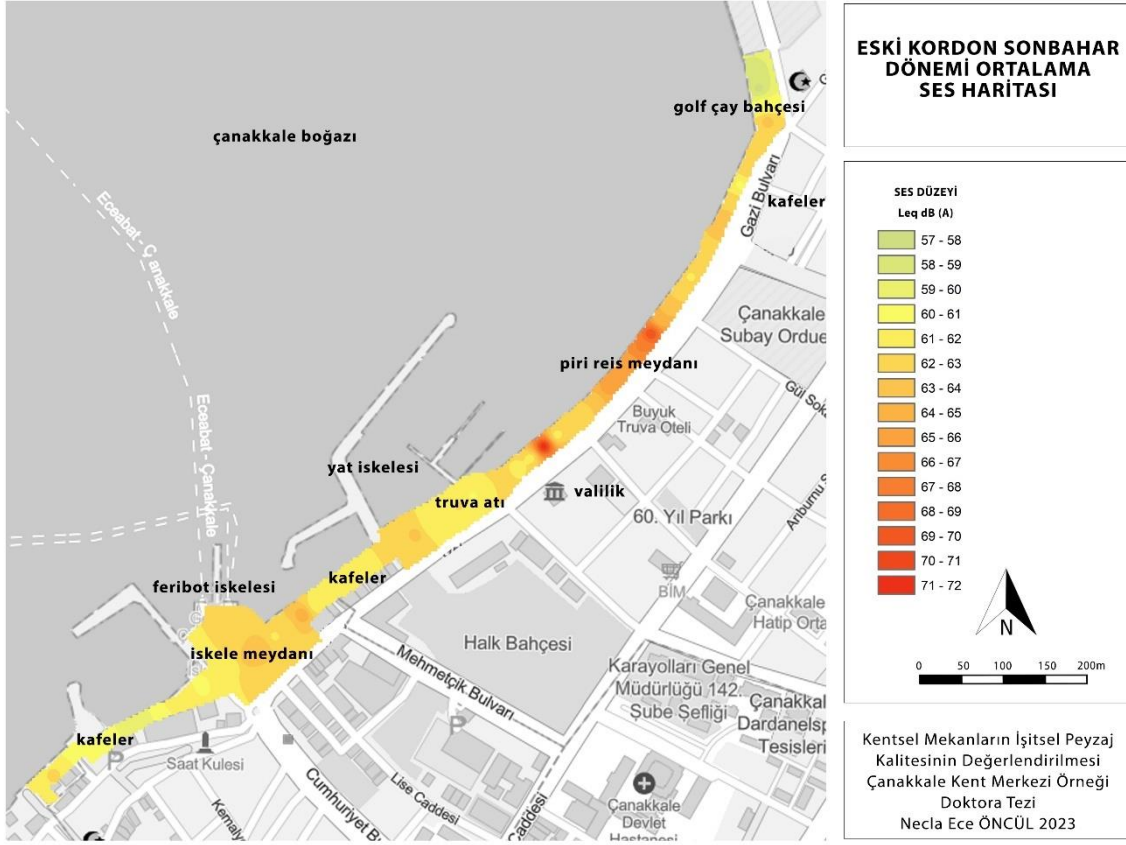 ESKİ KORDON SONBAHAR
DÖNEMİ ORTALAMA
SES HARİTASI
golf çay bahçesi
çanakkale boğazı
kafeler
Gazi Bulvarı
Eceabat - Çanakkale
Eceabat - Çanakkale
Çanakkale
Subay Ordue
piri reis meydanı
Gül Soka
Buyuk
Truva Oteli
yat iskelesi
truva atı
valilik
60. Yıl Parkı
Arıburnu S
kafeler
feribot iskelesi
BİM
Çanakkale
Hatip Orta
Halk Bahçesi
iskele meydanı
Mehmetçik Bulvarı
Karayolları Genel
Müdürlüğü 142.
Şube Şefliği
Çanakkal
Dardanelsp
Tesisleri
kafeler
P
P
Saat Kulesi
Cumhuriyet B
Lise Caddesi
Caddesi
Kemalya
Çanakkale
Devlet
Hastanesi
SES DÜZEYİ
Leq dB (A)
57 - 58
58 - 59
59 - 60
60 - 61
61 - 62
62 - 63
63 - 64
64 - 65
65 - 66
66 - 67
67 - 68
68 - 69
69 - 70
70 - 71
71 - 72
N
0 50 100 150 200m
Kentsel Mekanların İşitsel Peyzaj
Kalitesinin Değerlendirilmesi
Çanakkale Kent Merkezi Örneği
Doktora Tezi
Necla Ece ÖNCÜL 2023